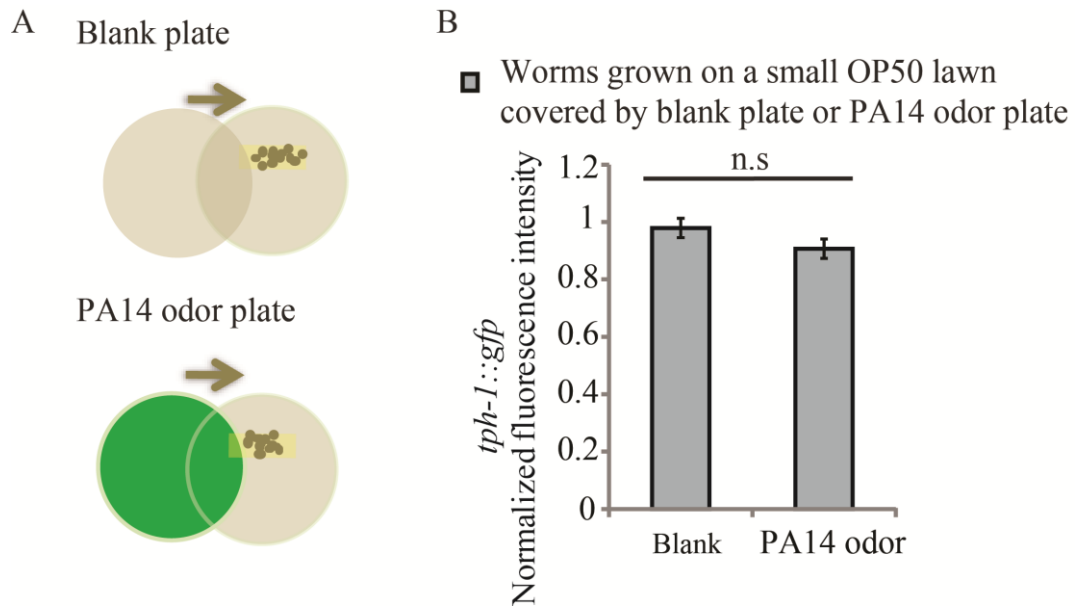 A
Blank plate
PA14 odor plate
B
Worms grown on a small OP50 lawn
covered by blank plate or PA14 odor plate
n.s
tph-1::gfp
Normalized fluorescence intensity
1.2
1
0.8
0.6
0.4
0.2
0
Blank
PA14 odor